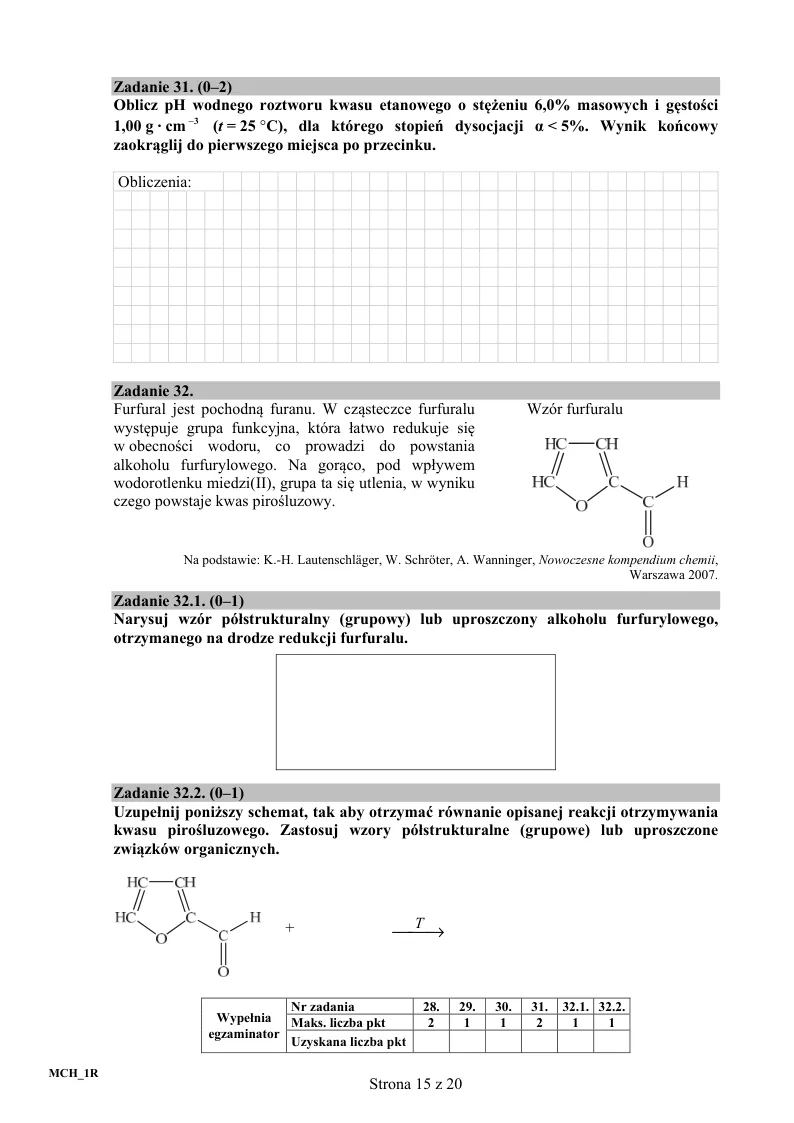 Zadanie 31. (0–2)
Oblicz pH wodnego roztworu kwasu etanowego o stężeniu 6,0% masowych i gęstości
1,00 g · cm⁻³ (t = 25 °C), dla którego stopień dysocjacji α < 5%. Wynik końcowy
zaokrąglij do pierwszego miejsca po przecinku.
Obliczenia:
Zadanie 32.
Furfural jest pochodną furanu. W cząsteczce furfuralu
występuje grupa funkcyjna, która łatwo redukuje się
w obecności wodoru, co prowadzi do powstania
alkoholu furfurylowego. Na gorąco, pod wpływem
wodorotlenku miedzi(II), grupa ta się utlenia, w wyniku
czego powstaje kwas pirośluzowy.
Wzór furfuralu
HC CH
HC C H
O C
O
Na podstawie: K.-H. Lautenschläger, W. Schröter, A. Wanninger, Nowoczesne kompendium chemii,
Warszawa 2007.
Zadanie 32.1. (0–1)
Narysuj wzór półstrukturalny (grupowy) lub uproszczony alkoholu furfurylowego,
otrzymanego na drodze redukcji furfuralu.
Zadanie 32.2. (0–1)
Uzupełnij poniższy schemat, tak aby otrzymać równanie opisanej reakcji otrzymywania
kwasu pirośluzowego. Zastosuj wzory półstrukturalne (grupowe) lub uproszczone
związków organicznych.
HC CH
HC C H
O C
O
+ T
Wypełnia
egzaminator
Nr zadania 28. 29. 30. 31. 32.1. 32.2.
Maks. liczba pkt 2 1 1 2 1 1
Uzyskana liczba pkt
MCH_1R
Strona 15 z 20